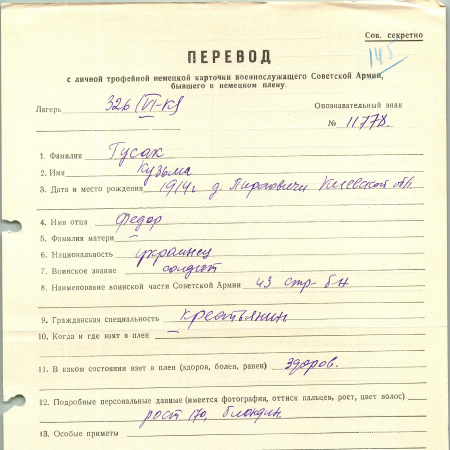 Сов. секретно
145
ПЕРЕВОД
с личной трофейной немецкой карточки военнослужащего Советской Армии,
бывшего в немецком плену.
Лагерь 326 (VI-K) Опознавательный знак
№ 11778.
1. Фамилия Гусак
2. Имя Кузьма
3. Дата и место рождения 1914г д. Пироговичи Киевской обл.
4. Имя отца Федор
5. Фамилия матери
6. Национальность украинец
7. Воинское звание солдат
8. Наименование воинской части Советской Армии 43 стр- б-н
9. Гражданская специальность крестьянин
10. Когда и где взят в плен
11. В каком состоянии взят в плен (здоров, болен, ранен) здоров.
12. Подробные персональные данные (имеется фотография, оттиск пальцев, рост, цвет волос)
рост 170, блондин.
13. Особые приметы